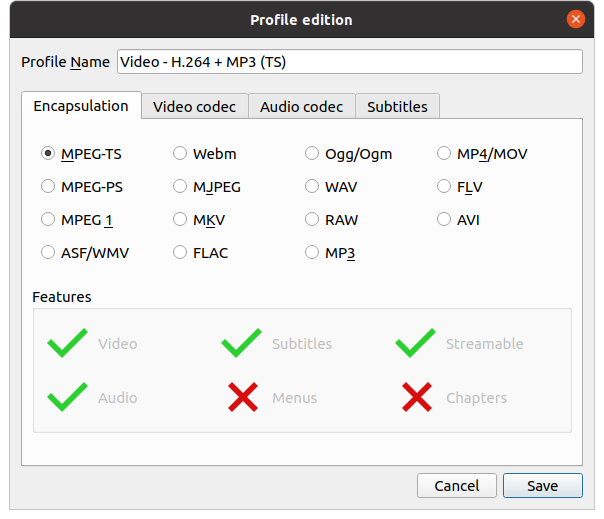 Profile edition
Profile Name Video - H.264 + MP3 (TS)
Encapsulation Video codec Audio codec Subtitles
MPEG-TS Webm Ogg/Ogm MP4/MOV
MPEG-PS MJPEG WAV FLV
MPEG 1 MKV RAW AVI
ASF/WMV FLAC MP3
Features
Video Subtitles Streamable
Audio Menus Chapters
Cancel Save